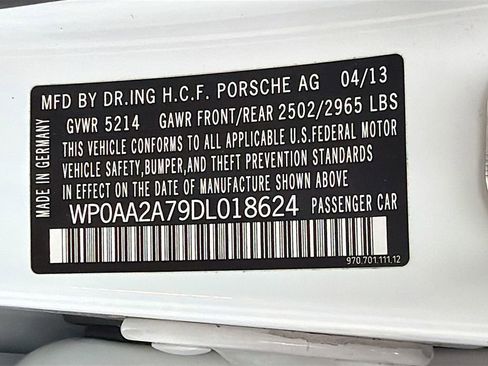 MFD BY DR.ING H.C.F. PORSCHE AG 04/13
GVWR 5214 GAWR FRONT/REAR 2502/2965 LBS
THIS VEHICLE CONFORMS TO ALL APPLICABLE U.S.FEDERAL MOTOR
VEHICLE SAFETY,BUMPER,AND THEFT PREVENTION STANDARDS
IN EFFECT ON THE DATE OF MANUFACTURE SHOWN ABOVE
WP0AA2A79DL018624 PASSENGER CAR
970.701.111.12
MADE IN GERMANY